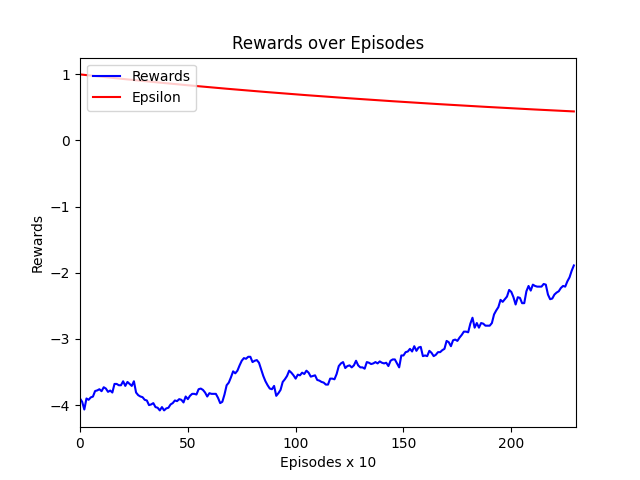 Rewards over Episodes
Rewards
Epsilon
1
0
−1
−2
−3
−4
Rewards
0
50
100
150
200
Episodes x 10